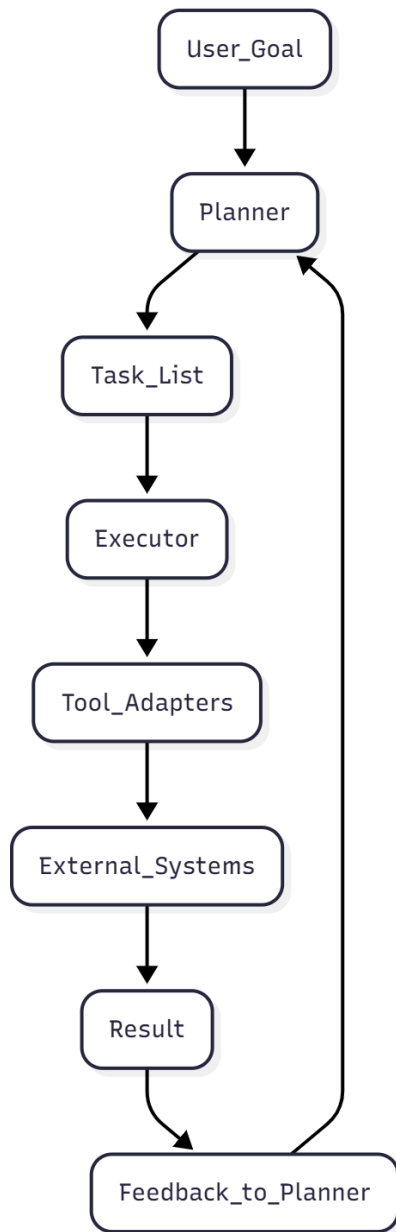 User_Goal
Planner
Task_List
Executor
Tool_Adapters
External_Systems
Result
Feedback_to_Planner